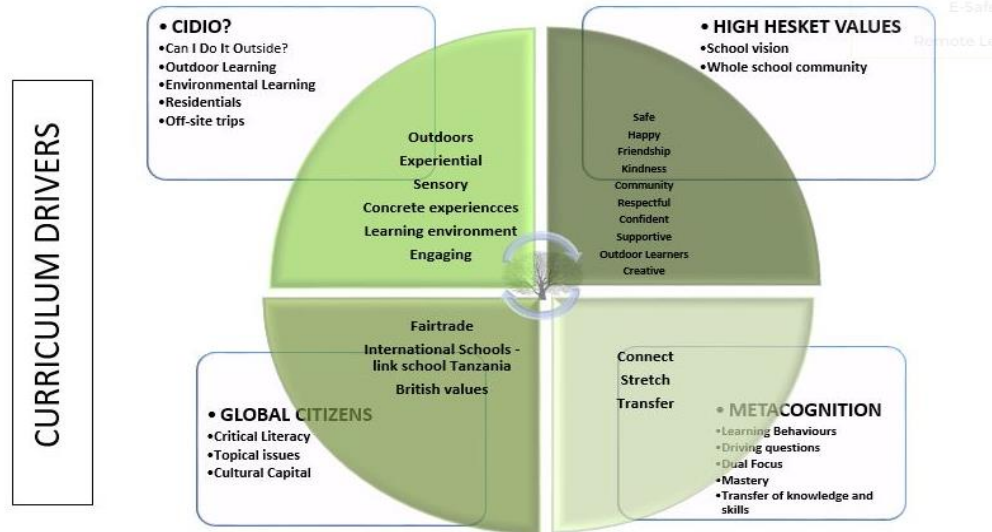 CURRICULUM DRIVERS
• CIDIO?
•Can I Do It Outside?
•Outdoor Learning
•Environmental Learning
•Residentials
•Off-site trips
Outdoors
Experiential
Sensory
Concrete experiencces
Learning environment
Engaging
• HIGH HESKET VALUES
•School vision
•Whole school community
Safe
Happy
Friendship
Kindness
Community
Respectful
Confident
Supportive
Outdoor Learners
Creative
Fairtrade
International Schools -
link school Tanzania
British values
• GLOBAL CITIZENS
•Critical Literacy
•Topical issues
•Cultural Capital
Connect
Stretch
Transfer
• METACOGNITION
•Learning Behaviours
•Driving questions
•Dual Focus
•Mastery
•Transfer of knowledge and
skills